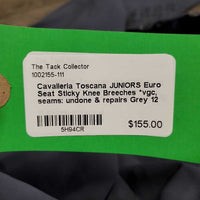 The Tack Collector
1002155-111
Cavalleria Toscana JUNIORS Euro
Seat Sticky Knee Breeches *vgc,
seams: undone & repairs Grey 12
5H94CR
$155.00